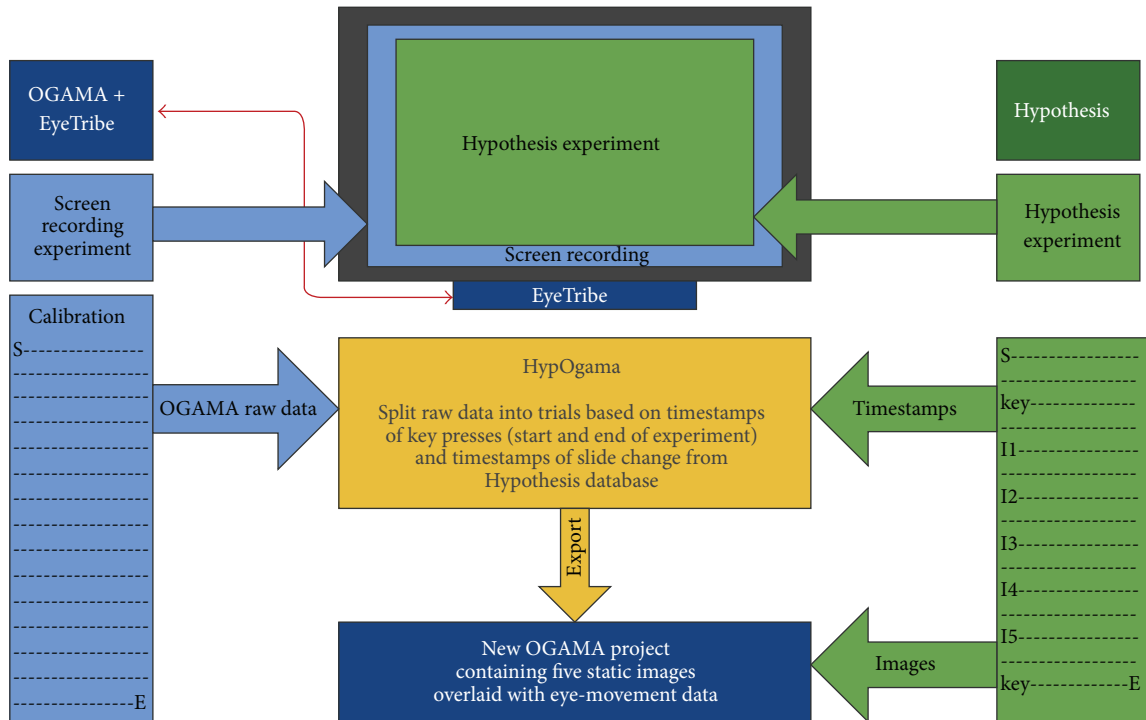 OGAMA +
EyeTribe
Screen
recording
experiment
Hypothesis experiment
Screen recording
EyeTribe
Hypothesis
Hypothesis
experiment
Calibration
S----------------
------------------
------------------
------------------
------------------
------------------
------------------
------------------
------------------
------------------
------------------
------------------
------------------
------------------
----------------E
OGAMA raw data
HypOgama
Split raw data into trials based on timestamps
of key presses (start and end of experiment)
and timestamps of slide change from
Hypothesis database
Timestamps
S----------------
------------------
key--------------
------------------
I1----------------
------------------
I2----------------
------------------
I3----------------
------------------
I4----------------
------------------
I5----------------
------------------
key--------------E
Export
New OGAMA project
containing five static images
overlaid with eye-movement data
Images